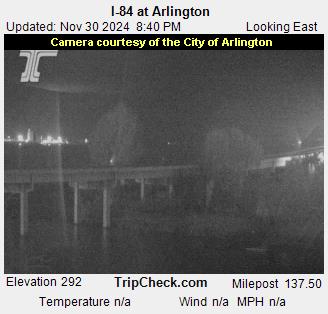 I-84 at Arlington
Updated: Nov 30 2024 8:40 PM Looking East
Camera courtesy of the City of Arlington
Elevation 292 TripCheck.com Milepost 137.50
Temperature n/a Wind n/a MPH n/a